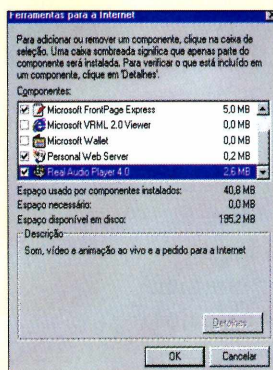 Ferramentas para a Internet
Para adicionar ou remover um componente, clique na caixa de
seleção. Uma caixa sombreada significa que apenas parte do
componente será instalada. Para verificar o que está incluído em
um componente, clique em 'Detalhes'.
Componentes:
Microsoft FrontPage Express 5,0 MB
Microsoft VRML 2.0 Viewer 0,0 MB
Microsoft Wallet 0,0 MB
Personal Web Server 0,2 MB
Real Audio Player 4.0 2,6 MB
Espaço usado por componentes instalados: 40,8 MB
Espaço necessário: 0,0 MB
Espaço disponível em disco: 195,2 MB
Descrição
Som, vídeo e animação ao vivo e a pedido para a Internet
Detalhes...
OK Cancelar